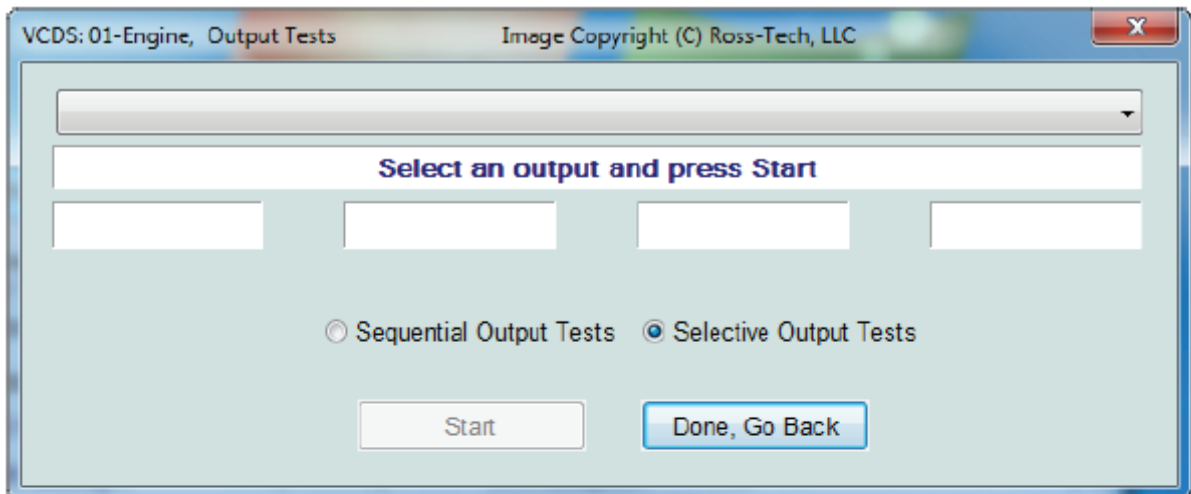 VCDS: 01-Engine, Output Tests Image Copyright (C) Ross-Tech, LLC
Select an output and press Start
Sequential Output Tests Selective Output Tests
Start Done, Go Back